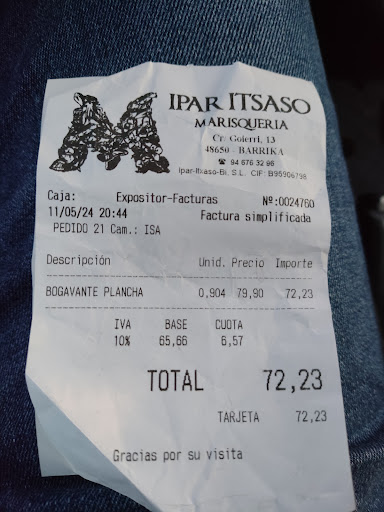 M IPAR ITSASO
MARISQUERIA
Cr. Goierri, 13
48650 - BARRIKA
☎ 94 676 32 96
Ipar-Itxaso-Bi, S.L. CIF: B95906798
Caja: Expositor-Facturas Nº:0024760
11/05/24 20:44 Factura simplificada
PEDIDO 21 Cam.: ISA
Descripción Unid. Precio Importe
BOGAVANTE PLANCHA 0,904 79,90 72,23
IVA BASE CUOTA
10% 65,66 6,57
TOTAL 72,23
TARJETA 72,23
Gracias por su visita